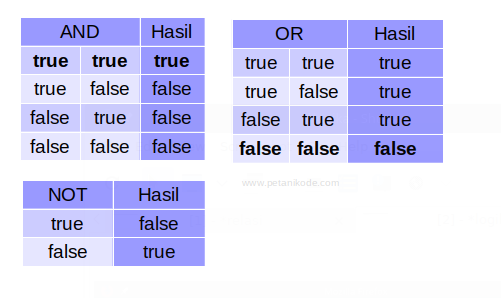 AND Hasil
true true true
true false false
false true false
false false false
OR Hasil
true true true
true false true
false true true
false false false
www.petanikode.com
NOT Hasil
true false
false true